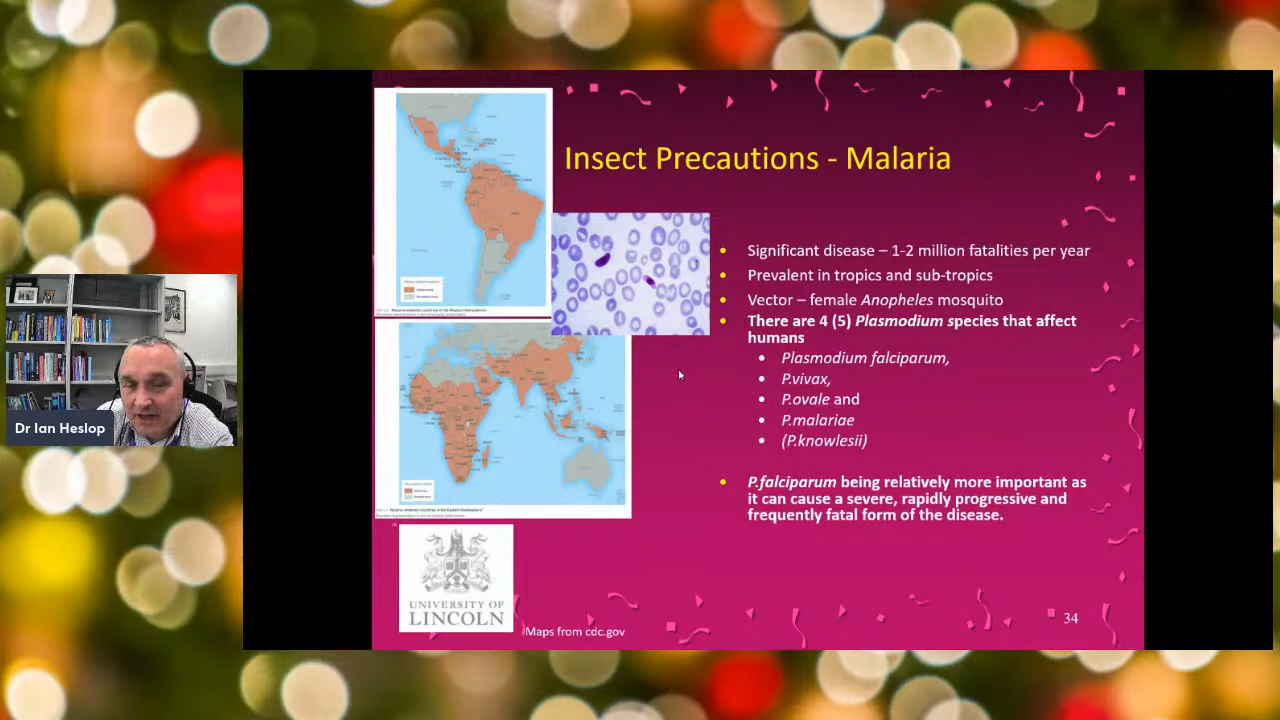 Insect Precautions - Malaria
Significant disease – 1-2 million fatalities per year
Prevalent in tropics and sub-tropics
Vector – female Anopheles mosquito
There are 4 (5) Plasmodium species that affect
humans
Plasmodium falciparum,
P.vivax,
P.ovale and
P.malariae
(P.knowlesii)
P.falciparum being relatively more important as
it can cause a severe, rapidly progressive and
frequently fatal form of the disease.
Dr Ian Heslop
UNIVERSITY OF
LINCOLN
Maps from cdc.gov
34